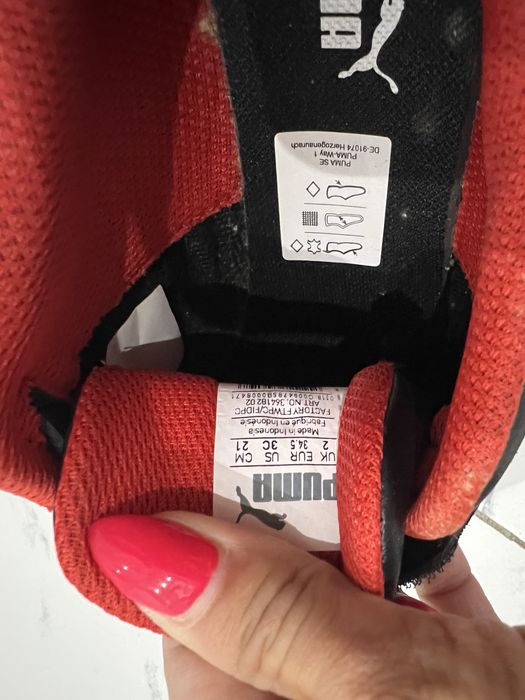 PUMA
PUMA SE
PUMA-Way 1
DE-91074 Herzogenaurach
PUMA
UK EUR US CM
2 34.5 3C 21
Made in Indonesia
Fabriqué en Indonésie
FACTORY FTWPC/FIDPC
ART NO. 364182 02